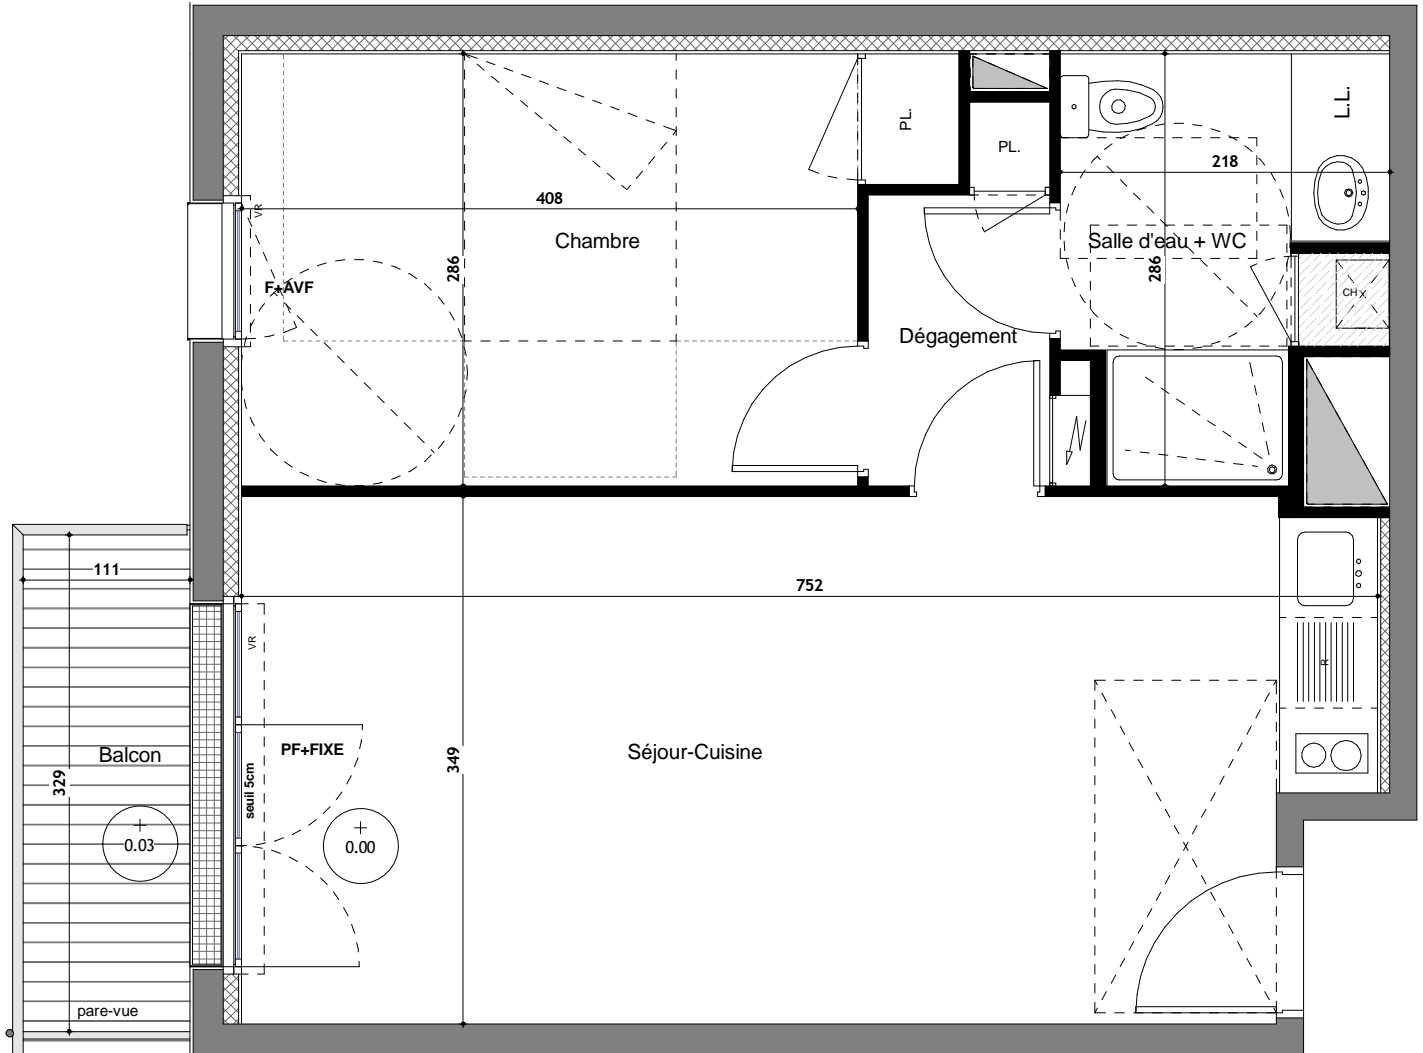 L.L.
PL.
PL.
218
408
VR
Chambre
Salle d'eau + WC
286
286
F+AVF
CH
Dégagement
111
752
VR
R
Balcon
PF+FIXE
Séjour-Cuisine
349
329
seuil 5cm
0.03
0.00
pare-vue